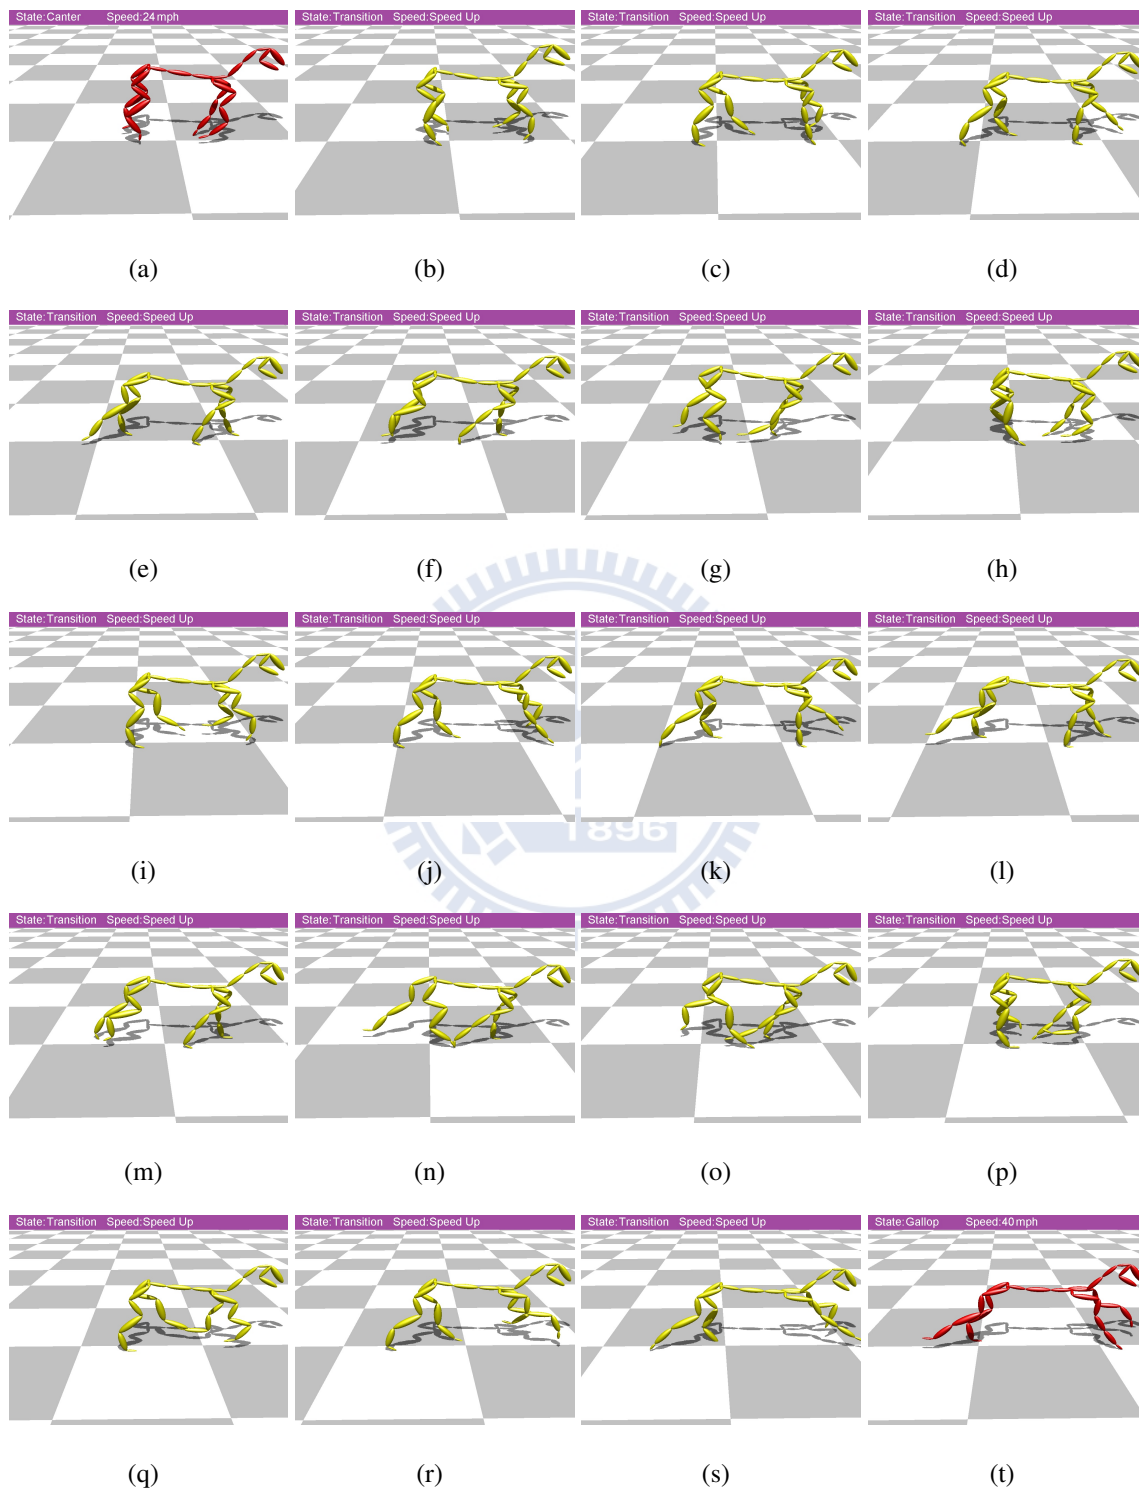 State:Canter Speed:24 mph
State:Transition Speed:Speed Up
State:Transition Speed:Speed Up
State:Transition Speed:Speed Up
(a)
(b)
(c)
(d)
State:Transition Speed:Speed Up
State:Transition Speed:Speed Up
State:Transition Speed:Speed Up
State:Transition Speed:Speed Up
(e)
(f)
(g)
(h)
State:Transition Speed:Speed Up
State:Transition Speed:Speed Up
State:Transition Speed:Speed Up
State:Transition Speed:Speed Up
1896
(i)
(j)
(k)
(l)
State:Transition Speed:Speed Up
State:Transition Speed:Speed Up
State:Transition Speed:Speed Up
State:Transition Speed:Speed Up
(m)
(n)
(o)
(p)
State:Transition Speed:Speed Up
State:Transition Speed:Speed Up
State:Transition Speed:Speed Up
State:Gallop Speed:40 mph
(q)
(r)
(s)
(t)